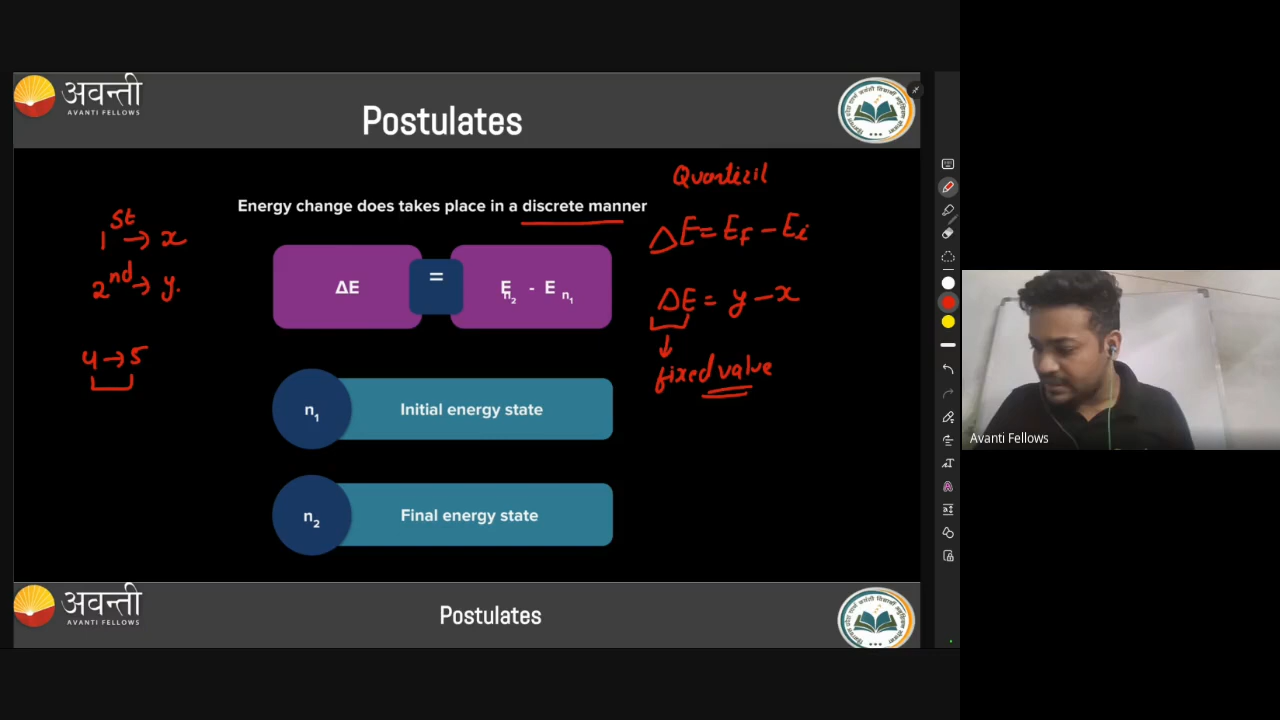 अवन्ती
AVANTI FELLOWS
Postulates
Energy change does takes place in a discrete manner
1st → x
2nd → y.
4 → 5
ΔE
=
En2 - E n1
n1
Initial energy state
n2
Final energy state
ΔE = Ef - Ei
ΔE = y - x
fixed value
Avanti Fellows
अवन्ती
AVANTI FELLOWS
Postulates